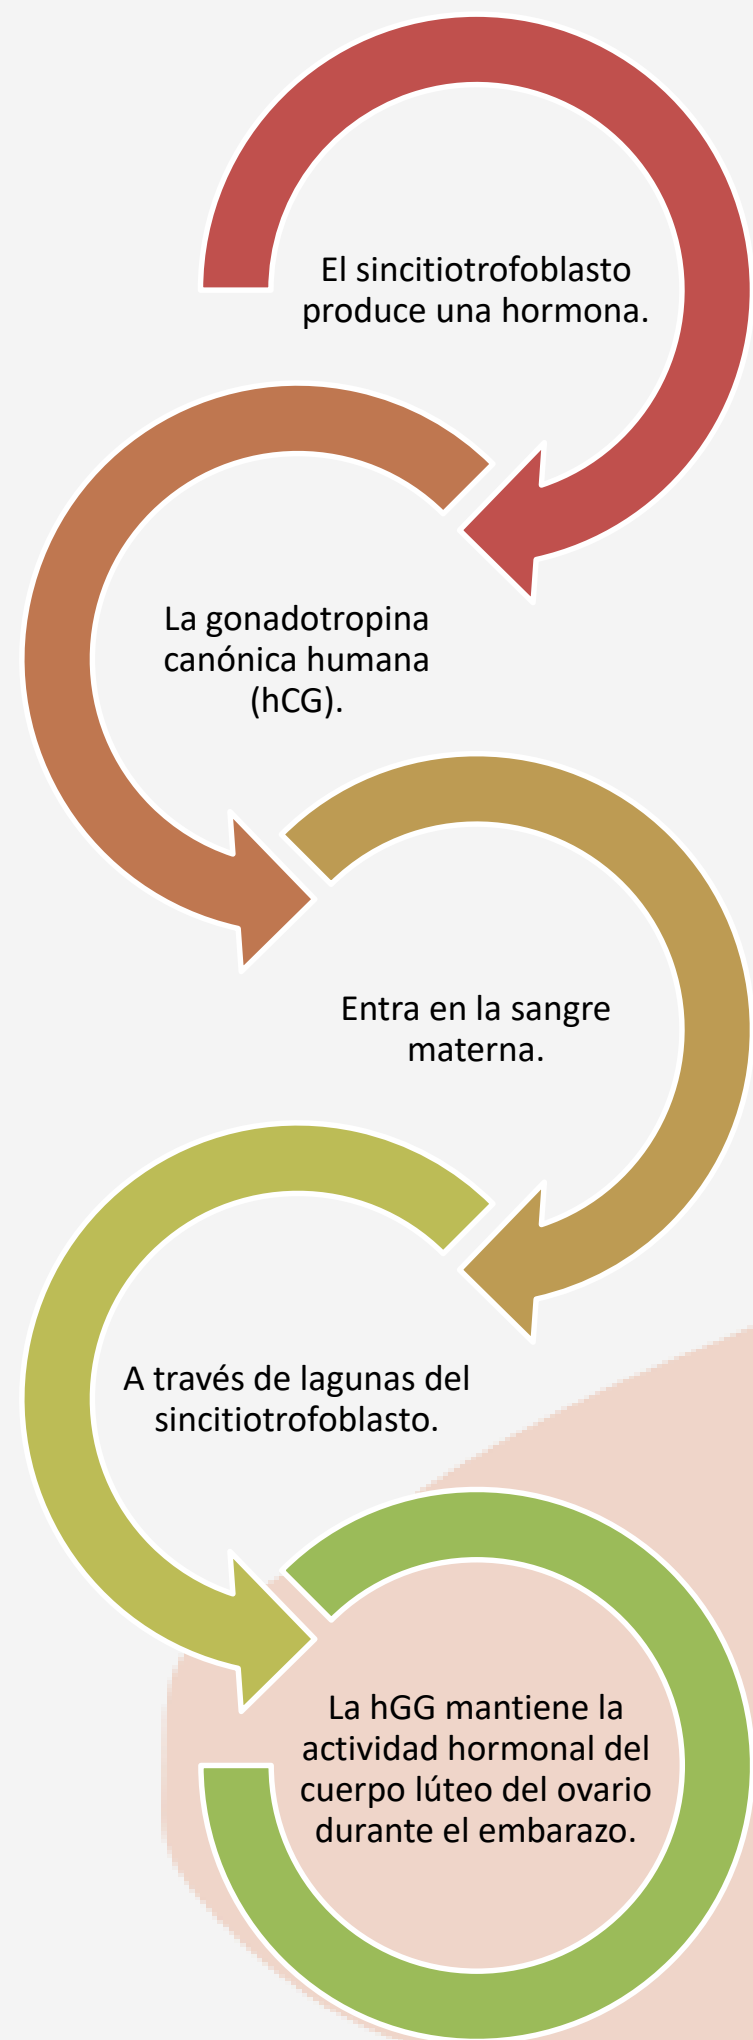 El sincitiotrofoblasto
produce una hormona.
La gonadotropina
canónica humana
(hCG).
Entra en la sangre
materna.
A través de lagunas del
sincitiotrofoblasto.
La hGG mantiene la
actividad hormonal del
cuerpo lúteo del ovario
durante el embarazo.